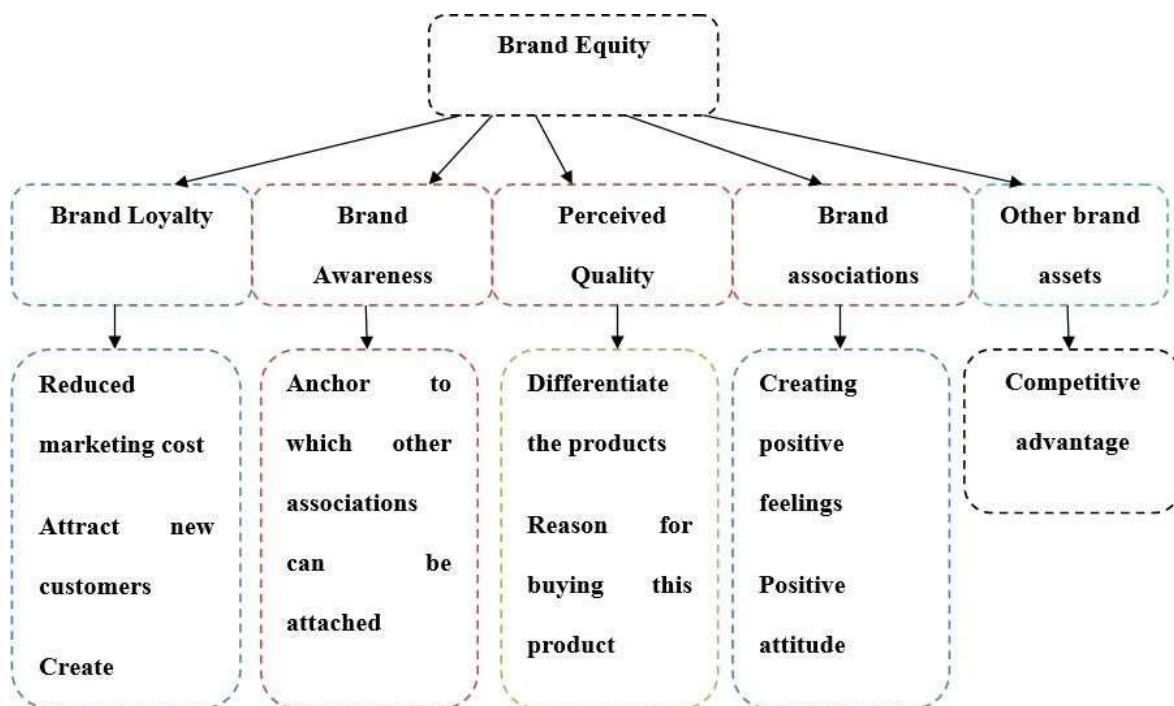 Brand Equity
Brand Loyalty
Brand
Awareness
Perceived
Quality
Brand
associations
Other brand
assets
Reduced
marketing cost
Attract new
customers
Create
Anchor to
which other
associations
can be
attached
Differentiate
the products
Reason for
buying this
product
Creating
positive
feelings
Positive
attitude
Competitive
advantage